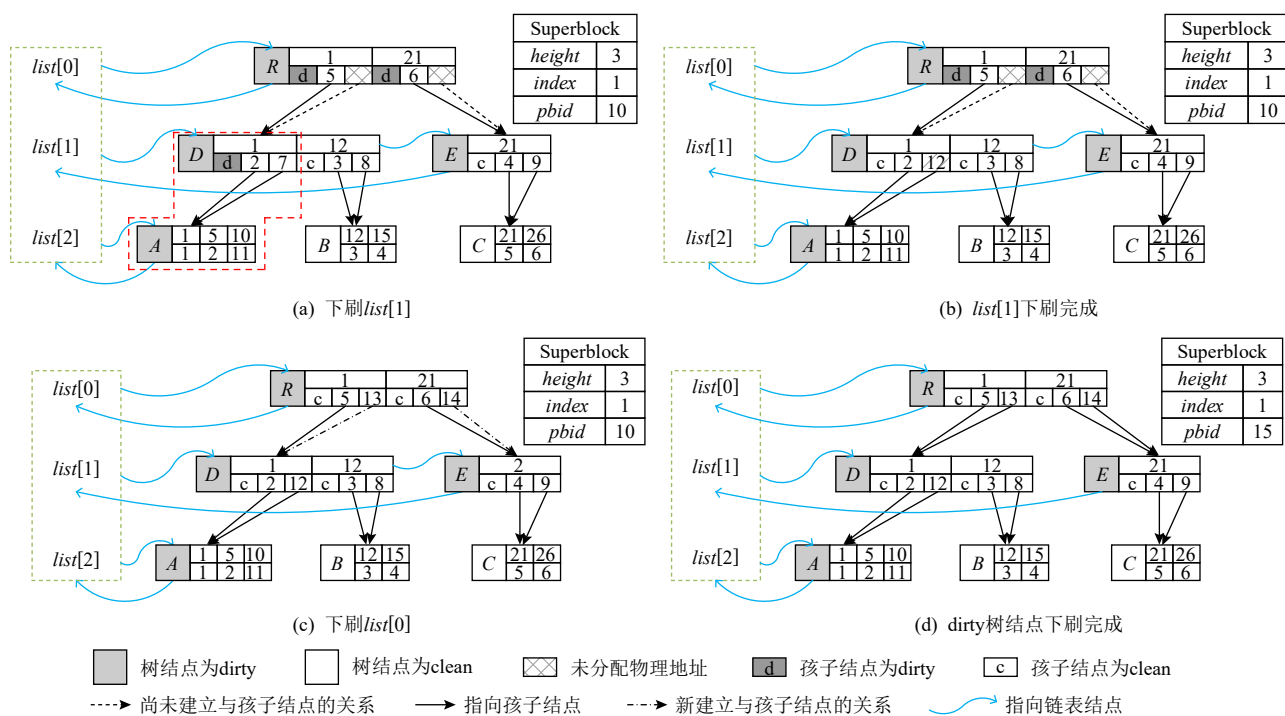 Superblock
height 3
index 1
pbid 10
list[0]
list[1]
list[2]
R 1 21
d 5 d 6
D 1 12
d 2 7 c 3 8
E 21
c 4 9
A 1 5 10
1 2 11
B 12 15
3 4
C 21 26
5 6
(a) 下刷list[1]
Superblock
height 3
index 1
pbid 10
list[0]
list[1]
list[2]
R 1 21
d 5 d 6
D 1 12
c 2 12 c 3 8
E 21
c 4 9
A 1 5 10
1 2 11
B 12 15
3 4
C 21 26
5 6
(b) list[1]下刷完成
Superblock
height 3
index 1
pbid 10
list[0]
list[1]
list[2]
R 1 21
c 5 13 c 6 14
D 1 12
c 2 12 c 3 8
E 2
c 4 9
A 1 5 10
1 2 11
B 12 15
3 4
C 21 26
5 6
(c) 下刷list[0]
Superblock
height 3
index 1
pbid 15
list[0]
list[1]
list[2]
R 1 21
c 5 13 c 6 14
D 1 12
c 2 12 c 3 8
E 21
c 4 9
A 1 5 10
1 2 11
B 12 15
3 4
C 21 26
5 6
(d) dirty树结点下刷完成
树结点为dirty 树结点为clean 未分配物理地址 d 孩子结点为dirty c 孩子结点为clean
尚未建立与孩子结点的关系 指向孩子结点 新建立与孩子结点的关系 指向链表结点